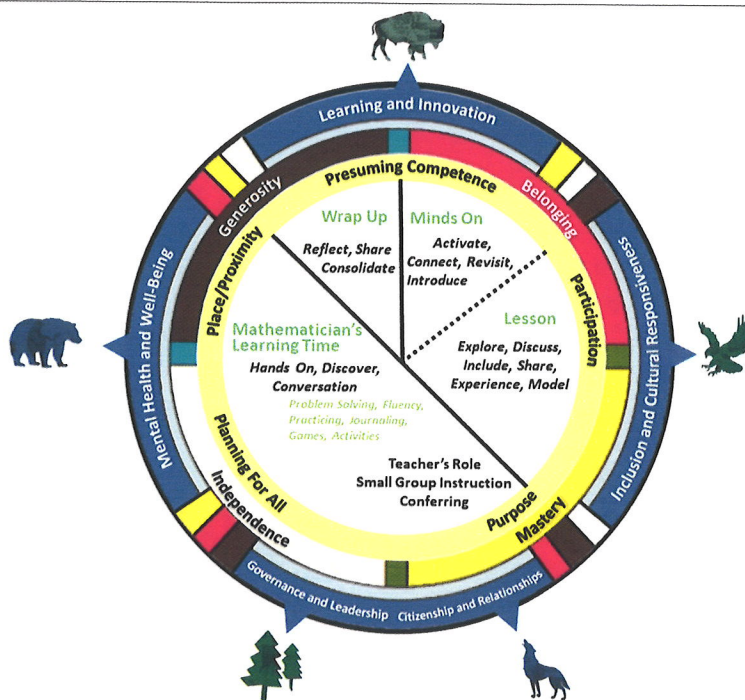 Learning and Innovation
Presuming Competence
Generosity
Belonging
Wrap Up
Minds On
Reflect, Share
Consolidate
Activate,
Connect, Revisit,
Introduce
Place/Proximity
Participation
Mental Health and Well-Being
Inclusion and Cultural Responsiveness
Mathematician's
Learning Time
Lesson
Hands On, Discover,
Conversation
Explore, Discuss,
Include, Share,
Experience, Model
Problem Solving, Fluency,
Practicing, Journaling,
Games, Activities
Teacher's Role
Small Group Instruction
Conferring
Planning For All
Independence
Purpose
Mastery
Governance and Leadership
Citizenship and Relationships